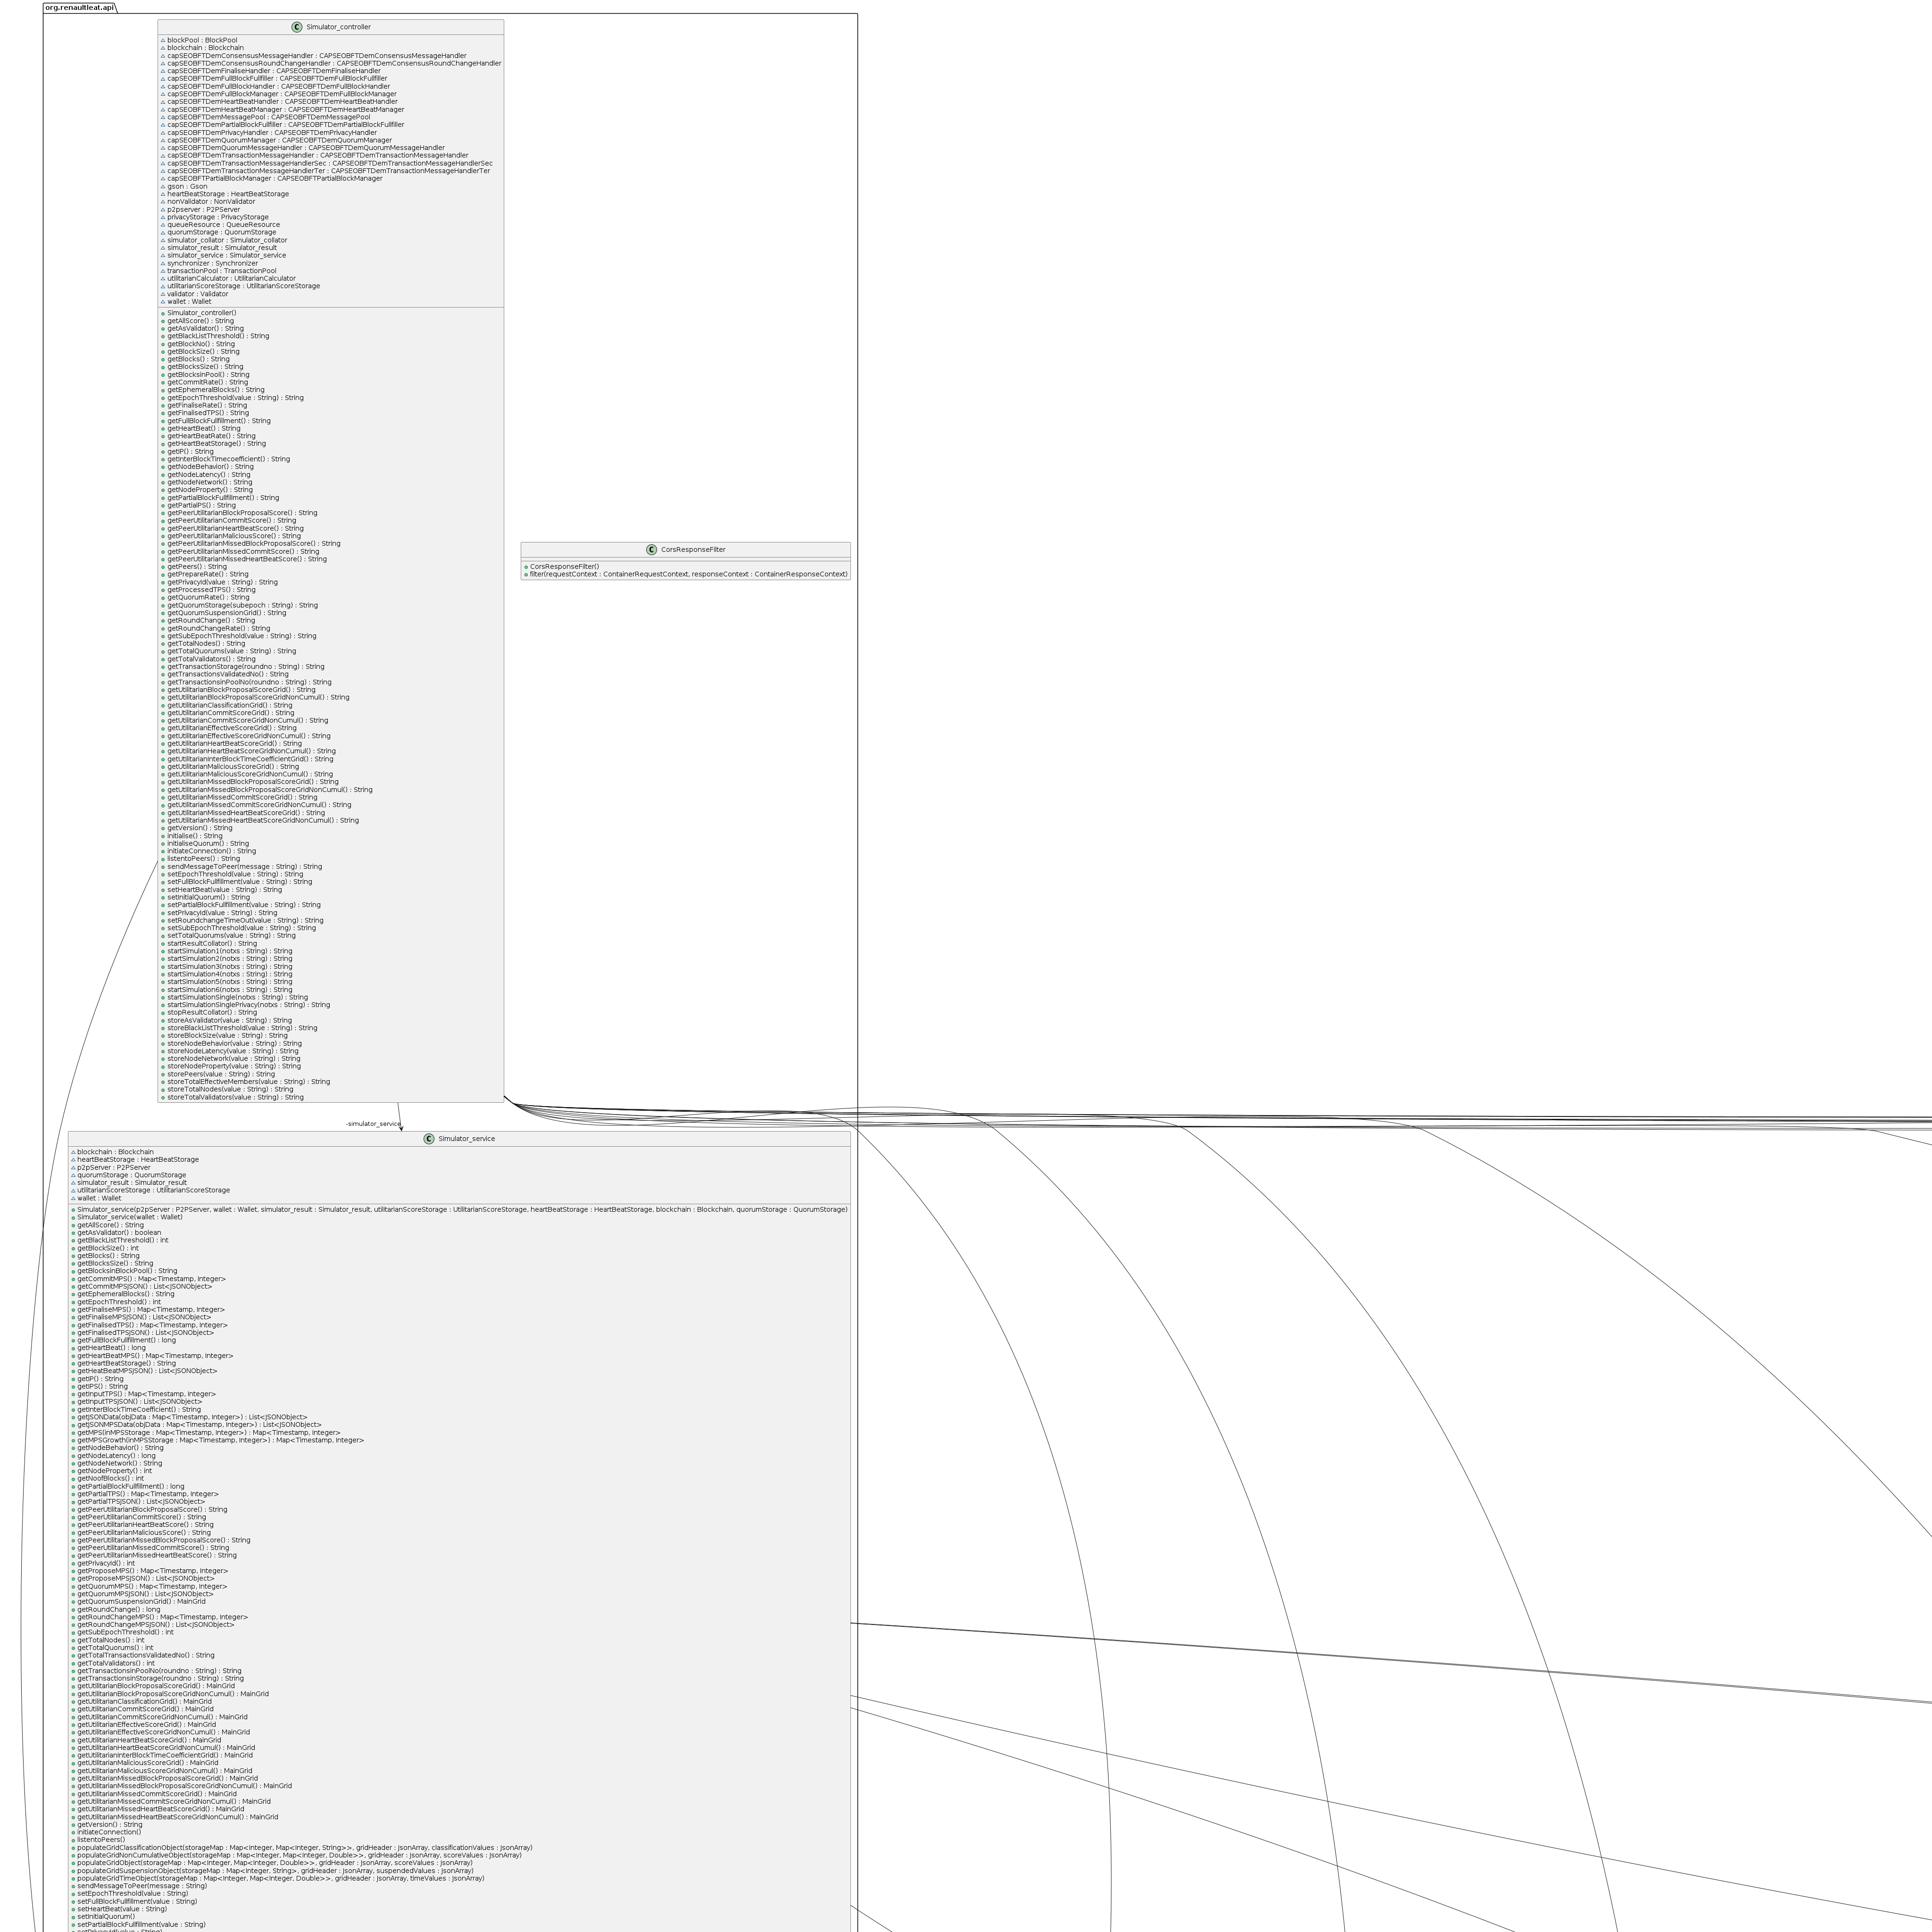 org.renaultleat.api
Simulator_controller
blockPool : BlockPool
blockchain : Blockchain
capSEOBFTDemConsensusMessageHandler : CAPSEOBFTDemConsensusMessageHandler
capSEOBFTDemConsensusRoundChangeHandler : CAPSEOBFTDemConsensusRoundChangeHandler
capSEOBFTDemFinaliseHandler : CAPSEOBFTDemFinaliseHandler
capSEOBFTDemFullBlockFullfiller : CAPSEOBFTDemFullBlockFullfiller
capSEOBFTDemFullBlockHandler : CAPSEOBFTDemFullBlockHandler
capSEOBFTDemFullBlockManager : CAPSEOBFTDemFullBlockManager
capSEOBFTDemHeartBeatHandler : CAPSEOBFTDemHeartBeatHandler
capSEOBFTDemHeartBeatManager : CAPSEOBFTDemHeartBeatManager
capSEOBFTDemMessagePool : CAPSEOBFTDemMessagePool
capSEOBFTDemPartialBlockFullfiller : CAPSEOBFTDemPartialBlockFullfiller
capSEOBFTDemPrivacyHandler : CAPSEOBFTDemPrivacyHandler
capSEOBFTDemQuorumManager : CAPSEOBFTDemQuorumManager
capSEOBFTDemQuorumMessageHandler : CAPSEOBFTDemQuorumMessageHandler
capSEOBFTDemTransactionMessageHandler : CAPSEOBFTDemTransactionMessageHandler
capSEOBFTDemTransactionMessageHandlerSec : CAPSEOBFTDemTransactionMessageHandlerSec
capSEOBFTDemTransactionMessageHandlerTer : CAPSEOBFTDemTransactionMessageHandlerTer
capSEOBFTPartialBlockManager : CAPSEOBFTPartialBlockManager
gson : Gson
heartBeatStorage : HeartBeatStorage
nonValidator : NonValidator
p2pserver : P2PServer
privacyStorage : PrivacyStorage
queueResource : QueueResource
quorumStorage : QuorumStorage
simulator_collator : Simulator_collator
simulator_result : Simulator_result
simulator_service : Simulator_service
synchronizer : Synchronizer
transactionPool : TransactionPool
utilitarianCalculator : UtilitarianCalculator
utilitarianScoreStorage : UtilitarianScoreStorage
validator : Validator
wallet : Wallet
Simulator_controller()
getAllScore() : String
getAsValidator() : String
getBlackListThreshold() : String
getBlockNo() : String
getBlockSize() : String
getBlocks() : String
getBlocksSize() : String
getBlocksinPool() : String
getCommitRate() : String
getEphemeralBlocks() : String
getEpochThreshold(value : String) : String
getFinaliseRate() : String
getFinalisedTPS() : String
getFullBlockFullfillment() : String
getHeartBeat() : String
getHeartBeatRate() : String
getHeartBeatStorage() : String
getIP() : String
getInterBlockTimecoefficient() : String
getNodeBehavior() : String
getNodeLatency() : String
getNodeNetwork() : String
getNodeProperty() : String
getPartialBlockFullfillment() : String
getPartialPS() : String
getPeerUtilitarianBlockProposalScore() : String
getPeerUtilitarianCommitScore() : String
getPeerUtilitarianHeartBeatScore() : String
getPeerUtilitarianMaliciousScore() : String
getPeerUtilitarianMissedBlockProposalScore() : String
getPeerUtilitarianMissedCommitScore() : String
getPeerUtilitarianMissedHeartBeatScore() : String
getPeers() : String
getPrepareRate() : String
getPrivacyId(value : String) : String
getProcessedTPS() : String
getQuorumRate() : String
getQuorumStorage(subepoch : String) : String
getQuorumSuspensionGrid() : String
getRoundChange() : String
getRoundChangeRate() : String
getSubEpochThreshold(value : String) : String
getTotalNodes() : String
getTotalQuorums(value : String) : String
getTotalValidators() : String
getTransactionStorage(roundno : String) : String
getTransactionsValidatedNo() : String
getTransactionsinPoolNo(roundno : String) : String
getUtilitarianBlockProposalScoreGrid() : String
getUtilitarianBlockProposalScoreGridNonCumul() : String
getUtilitarianClassificationGrid() : String
getUtilitarianCommitScoreGrid() : String
getUtilitarianCommitScoreGridNonCumul() : String
getUtilitarianEffectiveScoreGrid() : String
getUtilitarianEffectiveScoreGridNonCumul() : String
getUtilitarianHeartBeatScoreGrid() : String
getUtilitarianHeartBeatScoreGridNonCumul() : String
getUtilitarianInterBlockTimeCoefficientGrid() : String
getUtilitarianMaliciousScoreGrid() : String
getUtilitarianMaliciousScoreGridNonCumul() : String
getUtilitarianMissedBlockProposalScoreGrid() : String
getUtilitarianMissedBlockProposalScoreGridNonCumul() : String
getUtilitarianMissedCommitScoreGrid() : String
getUtilitarianMissedCommitScoreGridNonCumul() : String
getUtilitarianMissedHeartBeatScoreGrid() : String
getUtilitarianMissedHeartBeatScoreGridNonCumul() : String
getVersion() : String
initialise() : String
initialiseQuorum() : String
initiateConnection() : String
listentoPeers() : String
sendMessageToPeer(message : String) : String
setEpochThreshold(value : String) : String
setFullBlockFullfillment(value : String) : String
setHeartBeat(value : String) : String
setInitialQuorum() : String
setPartialBlockFullfillment(value : String) : String
setPrivacyId(value : String) : String
setRoundchangeTimeOut(value : String) : String
setSubEpochThreshold(value : String) : String
setTotalQuorums(value : String) : String
startResultCollator() : String
startSimulation1(notxs : String) : String
startSimulation2(notxs : String) : String
startSimulation3(notxs : String) : String
startSimulation4(notxs : String) : String
startSimulation5(notxs : String) : String
startSimulation6(notxs : String) : String
startSimulationSingle(notxs : String) : String
startSimulationSinglePrivacy(notxs : String) : String
stopResultCollator() : String
storeAsValidator(value : String) : String
storeBlackListThreshold(value : String) : String
storeBlockSize(value : String) : String
storeNodeBehavior(value : String) : String
storeNodeLatency(value : String) : String
storeNodeNetwork(value : String) : String
storeNodeProperty(value : String) : String
storePeers(value : String) : String
storeTotalEffectiveMembers(value : String) : String
storeTotalNodes(value : String) : String
storeTotalValidators(value : String) : String
CorsResponseFilter
CorsResponseFilter()
filter(requestContext : ContainerRequestContext, responseContext : ContainerResponseContext)
-simulator_service
Simulator_service
blockchain : Blockchain
heartBeatStorage : HeartBeatStorage
p2pServer : P2PServer
quorumStorage : QuorumStorage
simulator_result : Simulator_result
utilitarianScoreStorage : UtilitarianScoreStorage
wallet : Wallet
Simulator_service(p2pServer : P2PServer, wallet : Wallet, simulator_result : Simulator_result, utilitarianScoreStorage : UtilitarianScoreStorage, heartBeatStorage : HeartBeatStorage, blockchain : Blockchain, quorumStorage : QuorumStorage)
Simulator_service(wallet : Wallet)
getAllScore() : String
getAsValidator() : boolean
getBlackListThreshold() : int
getBlockSize() : int
getBlocks() : String
getBlocksSize() : String
getBlocksinBlockPool() : String
getCommitMPS() : Map<Timestamp, Integer>
getCommitMPSJSON() : List<JSONObject>
getEphemeralBlocks() : String
getEpochThreshold() : int
getFinaliseMPS() : Map<Timestamp, Integer>
getFinaliseMPSJSON() : List<JSONObject>
getFinalisedTPS() : Map<Timestamp, Integer>
getFinalisedTPSJSON() : List<JSONObject>
getFullBlockFullfillment() : long
getHeartBeat() : long
getHeartBeatMPS() : Map<Timestamp, Integer>
getHeartBeatStorage() : String
getHeatBeatMPSJSON() : List<JSONObject>
getIP() : String
getIPS() : String
getInputTPS() : Map<Timestamp, Integer>
getInputTPSJSON() : List<JSONObject>
getInterBlockTimeCoefficient() : String
getJSONData(objData : Map<Timestamp, Integer>) : List<JSONObject>
getJSONMPSData(objData : Map<Timestamp, Integer>) : List<JSONObject>
getMPS(inMPSStorage : Map<Timestamp, Integer>) : Map<Timestamp, Integer>
getMPSGrowth(inMPSStorage : Map<Timestamp, Integer>) : Map<Timestamp, Integer>
getNodeBehavior() : String
getNodeLatency() : long
getNodeNetwork() : String
getNodeProperty() : int
getNoofBlocks() : int
getPartialBlockFullfillment() : long
getPartialTPS() : Map<Timestamp, Integer>
getPartialTPSJSON() : List<JSONObject>
getPeerUtilitarianBlockProposalScore() : String
getPeerUtilitarianCommitScore() : String
getPeerUtilitarianHeartBeatScore() : String
getPeerUtilitarianMaliciousScore() : String
getPeerUtilitarianMissedBlockProposalScore() : String
getPeerUtilitarianMissedCommitScore() : String
getPeerUtilitarianMissedHeartBeatScore() : String
getPrivacyId() : int
getProposeMPS() : Map<Timestamp, Integer>
getProposeMPSJSON() : List<JSONObject>
getQuorumMPS() : Map<Timestamp, Integer>
getQuorumMPSJSON() : List<JSONObject>
getQuorumSuspensionGrid() : MainGrid
getRoundChange() : long
getRoundChangeMPS() : Map<Timestamp, Integer>
getRoundChangeMPSJSON() : List<JSONObject>
getSubEpochThreshold() : int
getTotalNodes() : int
getTotalQuorums() : int
getTotalTransactionsValidatedNo() : String
getTotalValidators() : int
getTransactionsinPoolNo(roundno : String) : String
getTransactionsinStorage(roundno : String) : String
getUtilitarianBlockProposalScoreGrid() : MainGrid
getUtilitarianBlockProposalScoreGridNonCumul() : MainGrid
getUtilitarianClassificationGrid() : MainGrid
getUtilitarianCommitScoreGrid() : MainGrid
getUtilitarianCommitScoreGridNonCumul() : MainGrid
getUtilitarianEffectiveScoreGrid() : MainGrid
getUtilitarianEffectiveScoreGridNonCumul() : MainGrid
getUtilitarianHeartBeatScoreGrid() : MainGrid
getUtilitarianHeartBeatScoreGridNonCumul() : MainGrid
getUtilitarianInterBlockTimeCoefficientGrid() : MainGrid
getUtilitarianMaliciousScoreGrid() : MainGrid
getUtilitarianMaliciousScoreGridNonCumul() : MainGrid
getUtilitarianMissedBlockProposalScoreGrid() : MainGrid
getUtilitarianMissedBlockProposalScoreGridNonCumul() : MainGrid
getUtilitarianMissedCommitScoreGrid() : MainGrid
getUtilitarianMissedCommitScoreGridNonCumul() : MainGrid
getUtilitarianMissedHeartBeatScoreGrid() : MainGrid
getUtilitarianMissedHeartBeatScoreGridNonCumul() : MainGrid
getVersion() : String
initiateConnection()
listentoPeers()
populateGridClassificationObject(storageMap : Map<Integer, Map<Integer, String>>, gridHeader : JsonArray, classificationValues : JsonArray)
populateGridNonCumulativeObject(storageMap : Map<Integer, Map<Integer, Double>>, gridHeader : JsonArray, scoreValues : JsonArray)
populateGridObject(storageMap : Map<Integer, Map<Integer, Double>>, gridHeader : JsonArray, scoreValues : JsonArray)
populateGridSuspensionObject(storageMap : Map<Integer, String>, gridHeader : JsonArray, suspendedValues : JsonArray)
populateGridTimeObject(storageMap : Map<Integer, Map<Integer, Double>>, gridHeader : JsonArray, timeValues : JsonArray)
sendMessageToPeer(message : String)
setEpochThreshold(value : String)
setFullBlockFullfillment(value : String)
setHeartBeat(value : String)
setInitialQuorum()
setPartialBlockFullfillment(value : String)